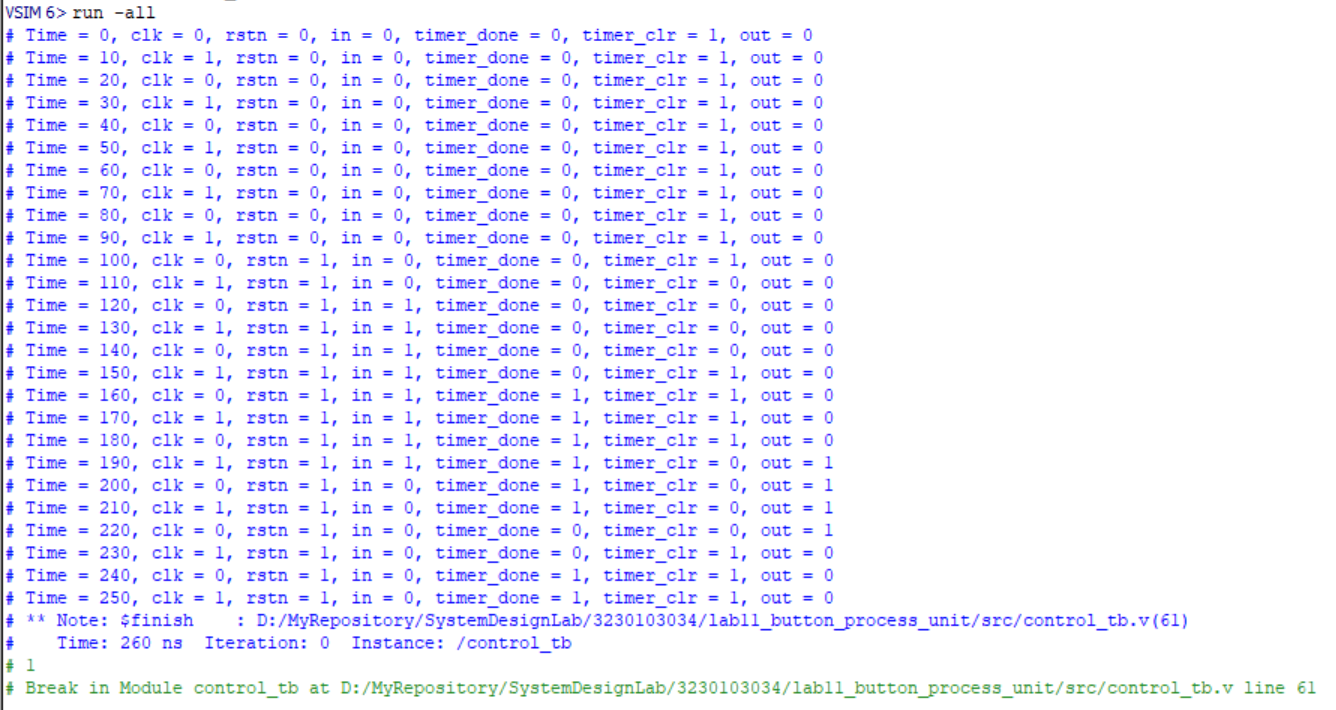 VSIM 6> run -all
# Time = 0, clk = 0, rstn = 0, in = 0, timer_done = 0, timer_clr = 1, out = 0
# Time = 10, clk = 1, rstn = 0, in = 0, timer_done = 0, timer_clr = 1, out = 0
# Time = 20, clk = 0, rstn = 0, in = 0, timer_done = 0, timer_clr = 1, out = 0
# Time = 30, clk = 1, rstn = 0, in = 0, timer_done = 0, timer_clr = 1, out = 0
# Time = 40, clk = 0, rstn = 0, in = 0, timer_done = 0, timer_clr = 1, out = 0
# Time = 50, clk = 1, rstn = 0, in = 0, timer_done = 0, timer_clr = 1, out = 0
# Time = 60, clk = 0, rstn = 0, in = 0, timer_done = 0, timer_clr = 1, out = 0
# Time = 70, clk = 1, rstn = 0, in = 0, timer_done = 0, timer_clr = 1, out = 0
# Time = 80, clk = 0, rstn = 0, in = 0, timer_done = 0, timer_clr = 1, out = 0
# Time = 90, clk = 1, rstn = 0, in = 0, timer_done = 0, timer_clr = 1, out = 0
# Time = 100, clk = 0, rstn = 1, in = 0, timer_done = 0, timer_clr = 1, out = 0
# Time = 110, clk = 1, rstn = 1, in = 0, timer_done = 0, timer_clr = 0, out = 0
# Time = 120, clk = 0, rstn = 1, in = 1, timer_done = 0, timer_clr = 0, out = 0
# Time = 130, clk = 1, rstn = 1, in = 1, timer_done = 0, timer_clr = 0, out = 0
# Time = 140, clk = 0, rstn = 1, in = 1, timer_done = 0, timer_clr = 0, out = 0
# Time = 150, clk = 1, rstn = 1, in = 1, timer_done = 0, timer_clr = 1, out = 0
# Time = 160, clk = 0, rstn = 1, in = 1, timer_done = 1, timer_clr = 1, out = 0
# Time = 170, clk = 1, rstn = 1, in = 1, timer_done = 1, timer_clr = 1, out = 0
# Time = 180, clk = 0, rstn = 1, in = 1, timer_done = 1, timer_clr = 1, out = 0
# Time = 190, clk = 1, rstn = 1, in = 1, timer_done = 1, timer_clr = 0, out = 1
# Time = 200, clk = 0, rstn = 1, in = 0, timer_done = 1, timer_clr = 0, out = 1
# Time = 210, clk = 1, rstn = 1, in = 0, timer_done = 1, timer_clr = 0, out = 1
# Time = 220, clk = 0, rstn = 1, in = 0, timer_done = 0, timer_clr = 0, out = 1
# Time = 230, clk = 1, rstn = 1, in = 0, timer_done = 0, timer_clr = 1, out = 0
# Time = 240, clk = 0, rstn = 1, in = 0, timer_done = 1, timer_clr = 1, out = 0
# Time = 250, clk = 1, rstn = 1, in = 0, timer_done = 1, timer_clr = 1, out = 0
# ** Note: $finish    : D:/MyRepository/SystemDesignLab/3230103034/lab11_button_process_unit/src/control_tb.v(61)
#    Time: 260 ns  Iteration: 0  Instance: /control_tb
# 1
# Break in Module control_tb at D:/MyRepository/SystemDesignLab/3230103034/lab11_button_process_unit/src/control_tb.v line 61